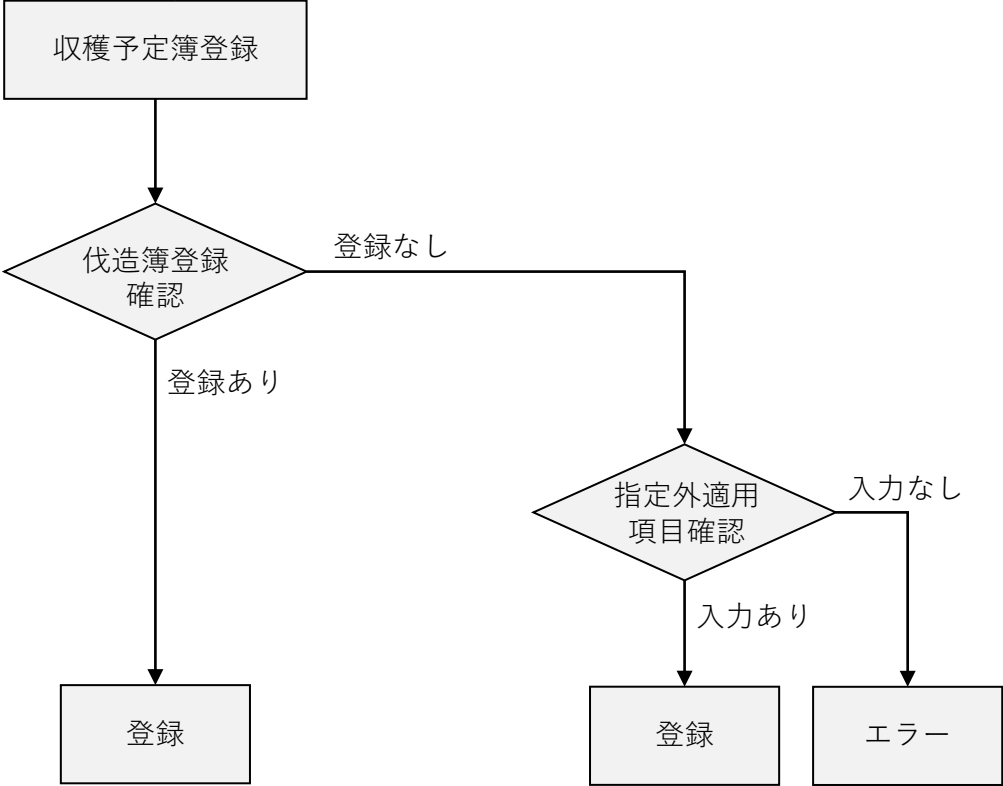 収穫予定簿登録
伐造簿登録
確認
登録なし
登録あり
指定外適用
項目確認
入力なし
入力あり
登録
登録
エラー